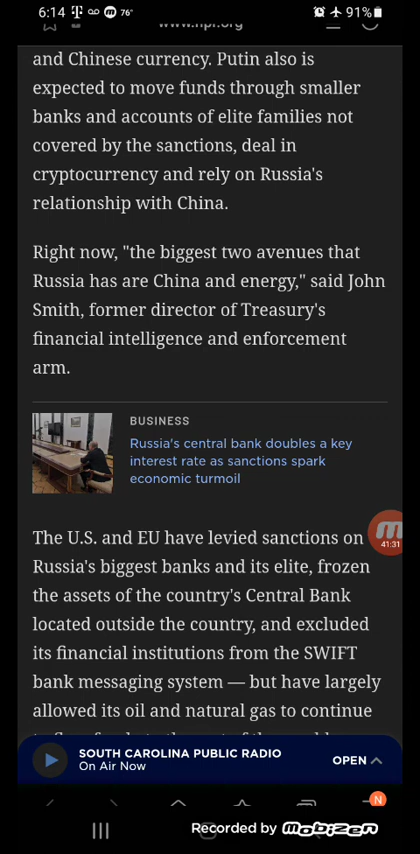 6:14 76° 91%
www.npr.org
and Chinese currency. Putin also is
expected to move funds through smaller
banks and accounts of elite families not
covered by the sanctions, deal in
cryptocurrency and rely on Russia's
relationship with China.
Right now, "the biggest two avenues that
Russia has are China and energy," said John
Smith, former director of Treasury's
financial intelligence and enforcement
arm.
BUSINESS
Russia's central bank doubles a key
interest rate as sanctions spark
economic turmoil
The U.S. and EU have levied sanctions on
Russia's biggest banks and its elite, frozen
the assets of the country's Central Bank
located outside the country, and excluded
its financial institutions from the SWIFT
bank messaging system — but have largely
allowed its oil and natural gas to continue
41:31
SOUTH CAROLINA PUBLIC RADIO
On Air Now
OPEN
N
Recorded by mobizen